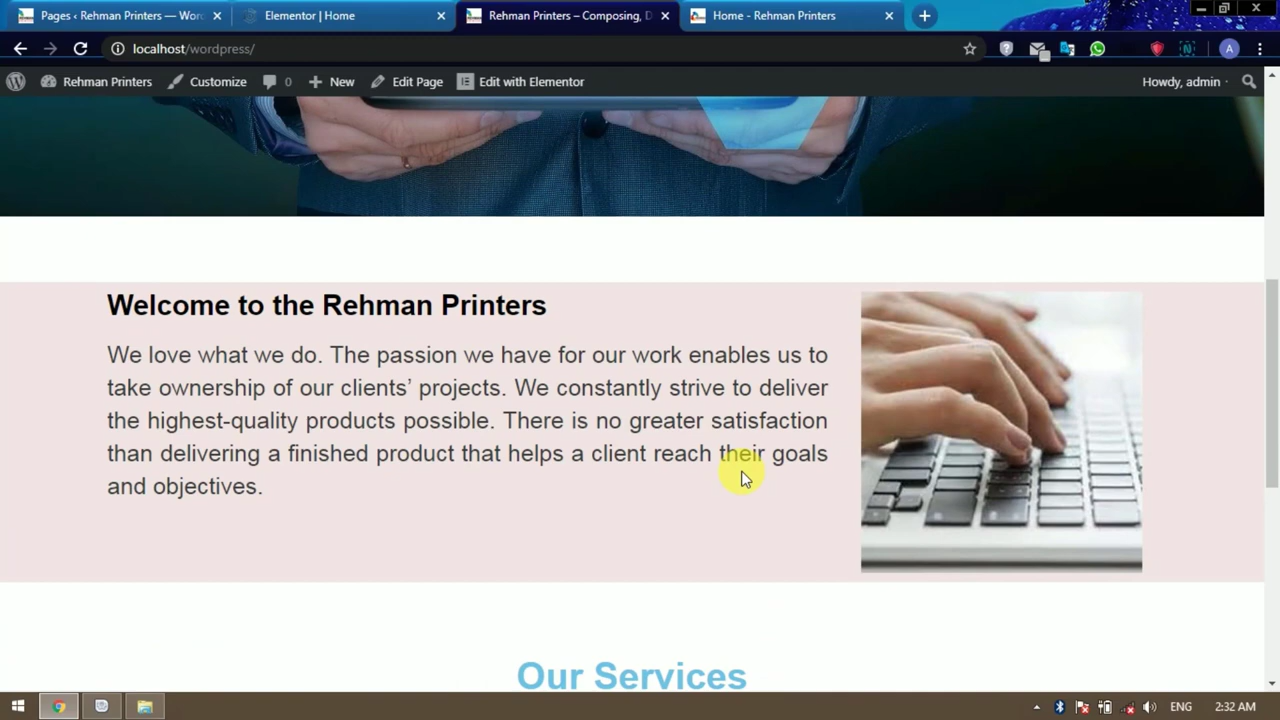 Pages ‹ Rehman Printers — Wor
Elementor | Home
Rehman Printers – Composing, D
Home - Rehman Printers
localhost/wordpress/
A
Rehman Printers
Customize
0
New
Edit Page
Edit with Elementor
Howdy, admin
Welcome to the Rehman Printers
We love what we do. The passion we have for our work enables us to
take ownership of our clients’ projects. We constantly strive to deliver
the highest-quality products possible. There is no greater satisfaction
than delivering a finished product that helps a client reach their goals
and objectives.
Our Services
ENG
2:32 AM